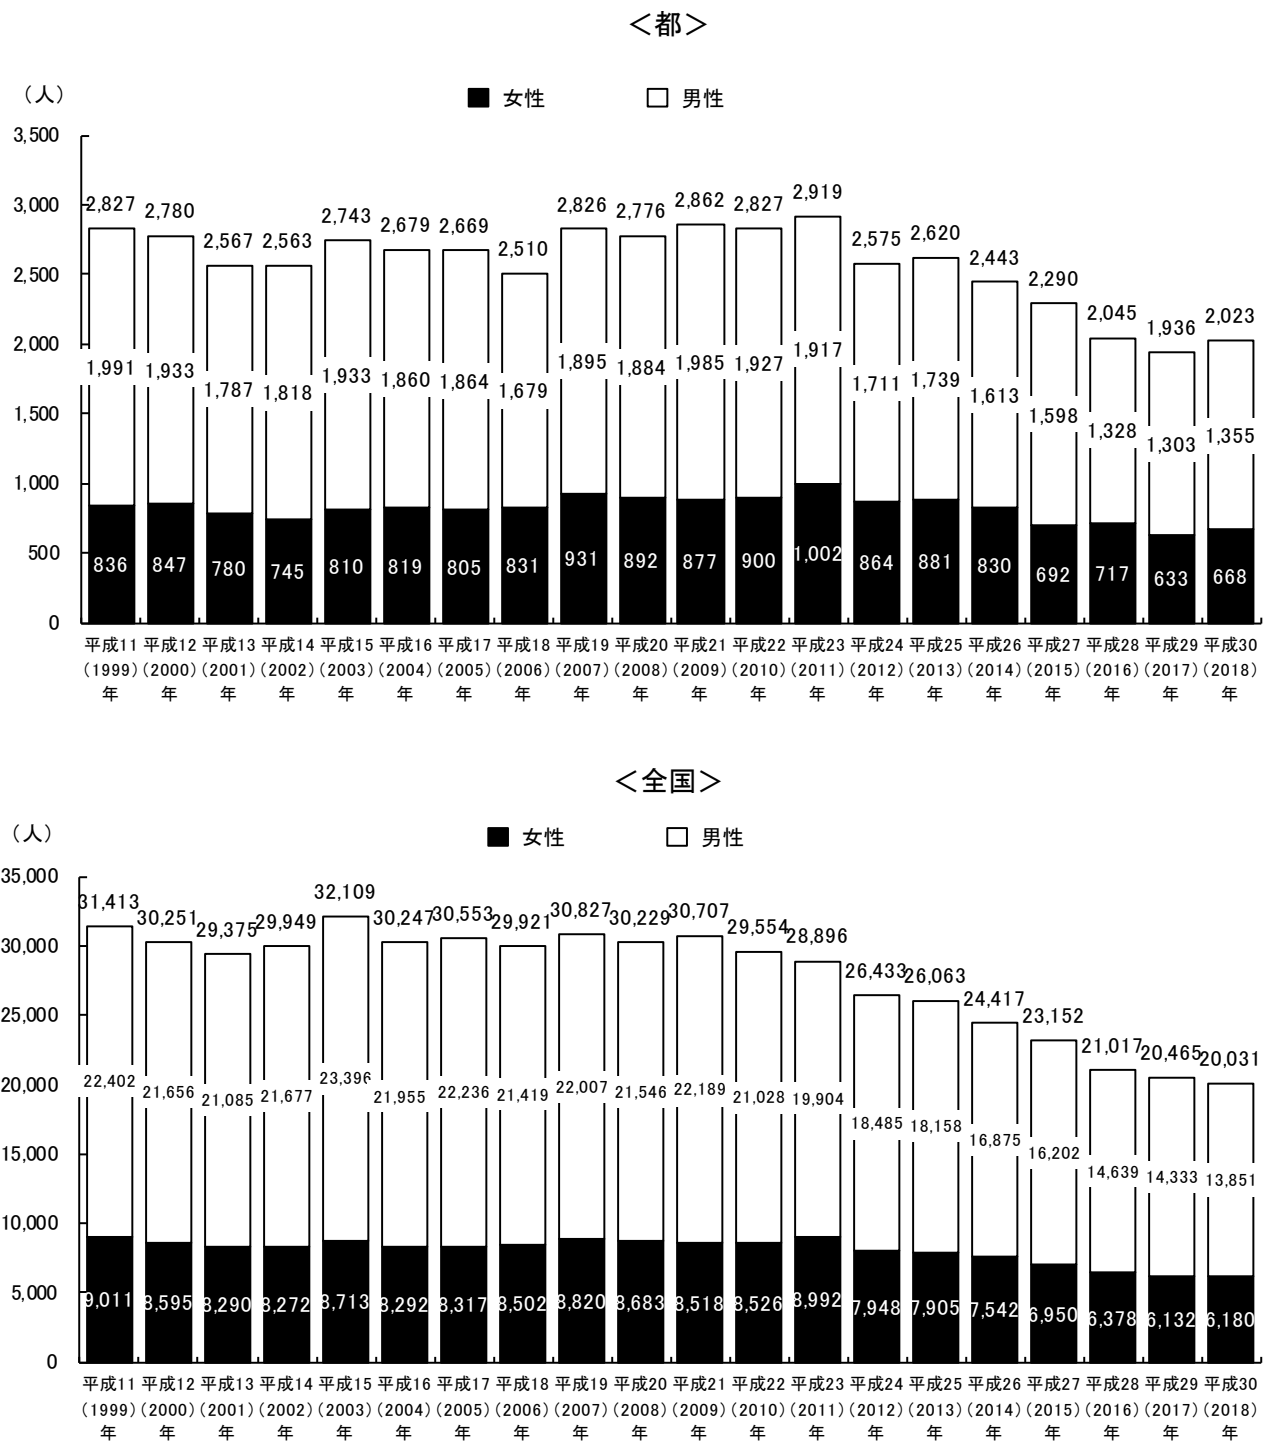 ＜都＞
（人）
女性 男性
3,500
3,000
2,500
2,000
1,500
1,000
500
0
2,827 2,780 2,567 2,563 2,743 2,679 2,669 2,510 2,826 2,776 2,862 2,827 2,919 2,575 2,620 2,443 2,290 2,045 1,936 2,023
1,991 1,933 1,787 1,818 1,933 1,860 1,864 1,679 1,895 1,884 1,985 1,927 1,917 1,711 1,739 1,613 1,598 1,328 1,303 1,355
836 847 780 745 810 819 805 831 931 892 877 900 1,002 864 881 830 692 717 633 668
平成11 平成12 平成13 平成14 平成15 平成16 平成17 平成18 平成19 平成20 平成21 平成22 平成23 平成24 平成25 平成26 平成27 平成28 平成29 平成30
（1999）（2000）（2001）（2002）（2003）（2004）（2005）（2006）（2007）（2008）（2009）（2010）（2011）（2012）（2013）（2014）（2015）（2016）（2017）（2018）
年 年 年 年 年 年 年 年 年 年 年 年 年 年 年 年 年 年 年 年
＜全国＞
（人）
女性 男性
35,000
30,000
25,000
20,000
15,000
10,000
5,000
0
31,413 30,251 29,375 29,949 32,109 30,247 30,553 29,921 30,827 30,229 30,707 29,554 28,896 26,433 26,063 24,417 23,152 21,017 20,465 20,031
22,402 21,656 21,085 21,677 23,396 21,955 22,236 21,419 22,007 21,546 22,189 21,028 19,904 18,485 18,158 16,875 16,202 14,639 14,333 13,851
9,011 8,595 8,290 8,272 8,713 8,292 8,317 8,502 8,820 8,683 8,518 8,526 8,992 7,948 7,905 7,542 6,950 6,378 6,132 6,180
平成11 平成12 平成13 平成14 平成15 平成16 平成17 平成18 平成19 平成20 平成21 平成22 平成23 平成24 平成25 平成26 平成27 平成28 平成29 平成30
（1999）（2000）（2001）（2002）（2003）（2004）（2005）（2006）（2007）（2008）（2009）（2010）（2011）（2012）（2013）（2014）（2015）（2016）（2017）（2018）
年 年 年 年 年 年 年 年 年 年 年 年 年 年 年 年 年 年 年 年